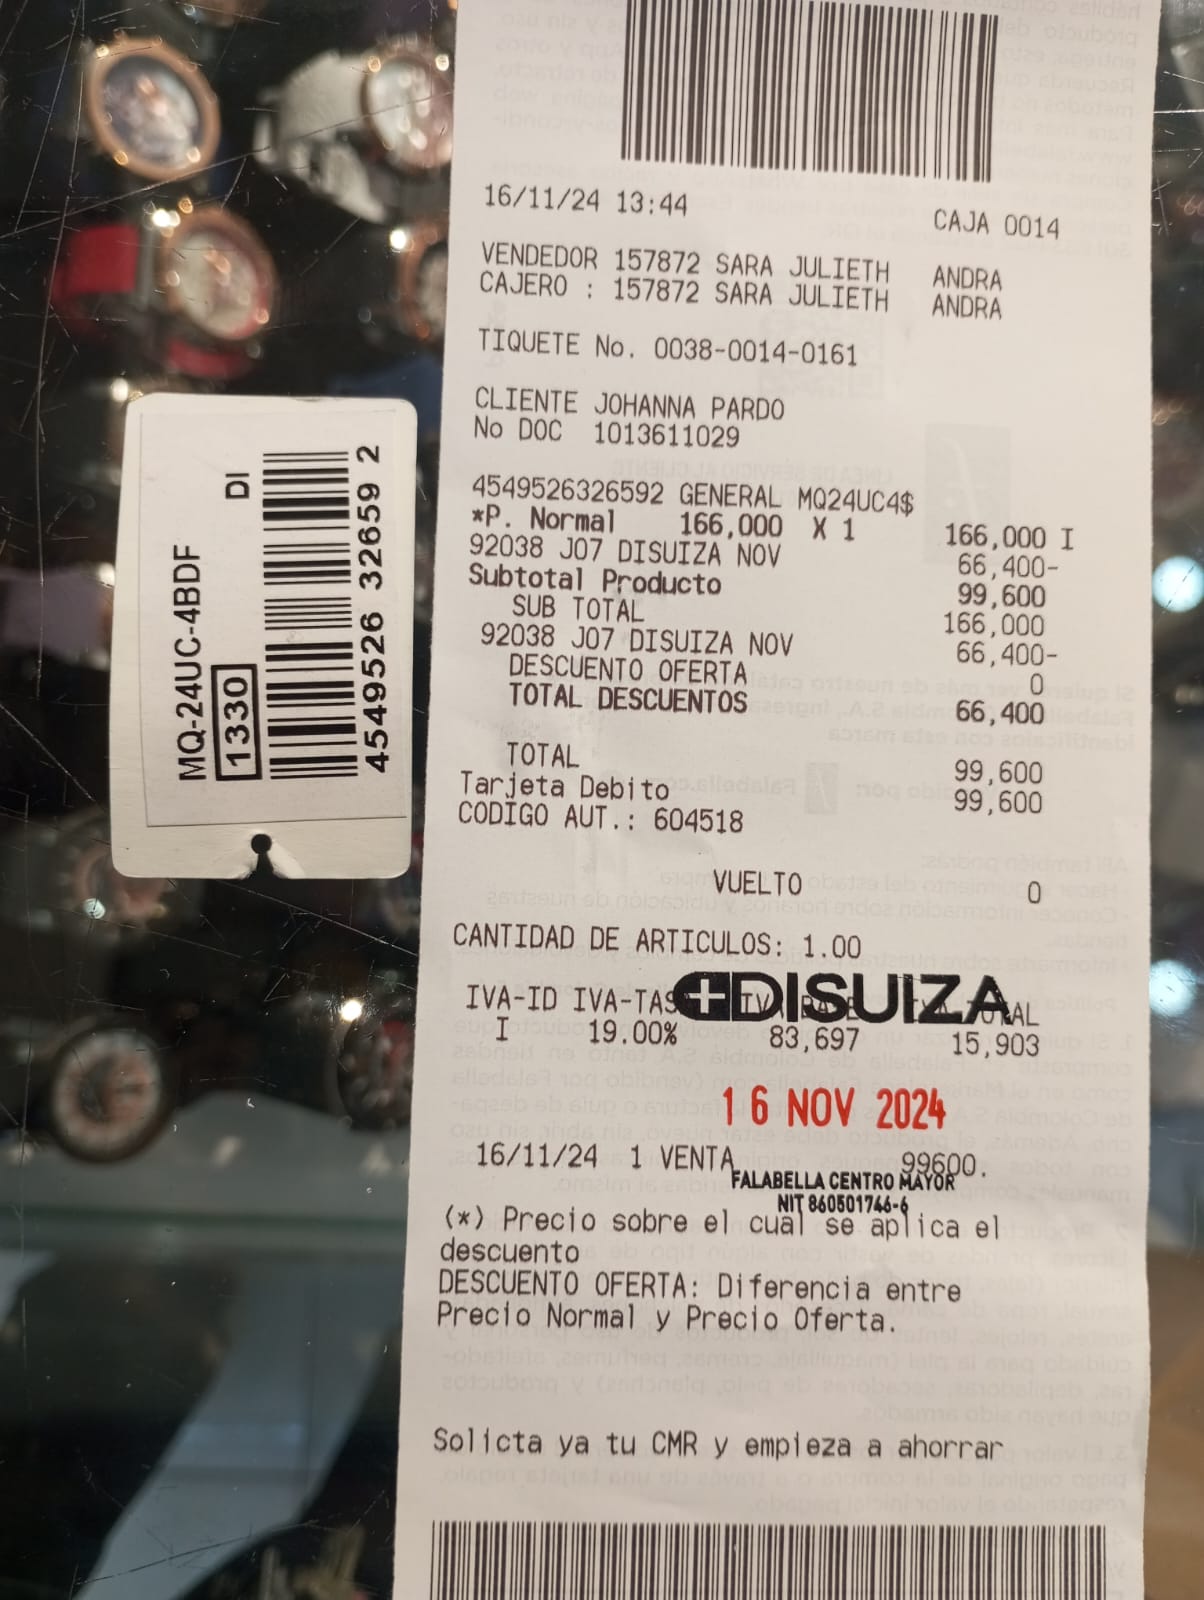 16/11/24 13:44 CAJA 0014
VENDEDOR 157872 SARA JULIETH ANDRA
CAJERO : 157872 SARA JULIETH ANDRA
TIQUETE No. 0038-0014-0161
CLIENTE JOHANNA PARDO
No DOC 1013611029
4549526326592 GENERAL MQ24UC4$
*P. Normal 166,000 X 1 166,000 I
92038 J07 DISUIZA NOV 66,400-
Subtotal Producto 99,600
SUB TOTAL 166,000
92038 J07 DISUIZA NOV 66,400-
DESCUENTO OFERTA 0
TOTAL DESCUENTOS 66,400
TOTAL 99,600
Tarjeta Debito 99,600
CODIGO AUT.: 604518
VUELTO 0
CANTIDAD DE ARTICULOS: 1.00
DISUIZA
IVA-ID IVA-TAS
I 19.00% 83,697 15,903
16 NOV 2024
16/11/24 1 VENTA 99600.
FALABELLA CENTRO MAYOR
NIT 860501746-6
(*) Precio sobre el cual se aplica el
descuento
DESCUENTO OFERTA: Diferencia entre
Precio Normal y Precio Oferta.
Solicta ya tu CMR y empieza a ahorrar
MQ-24UC-4BDF
1330 DI
4549526 32659 2